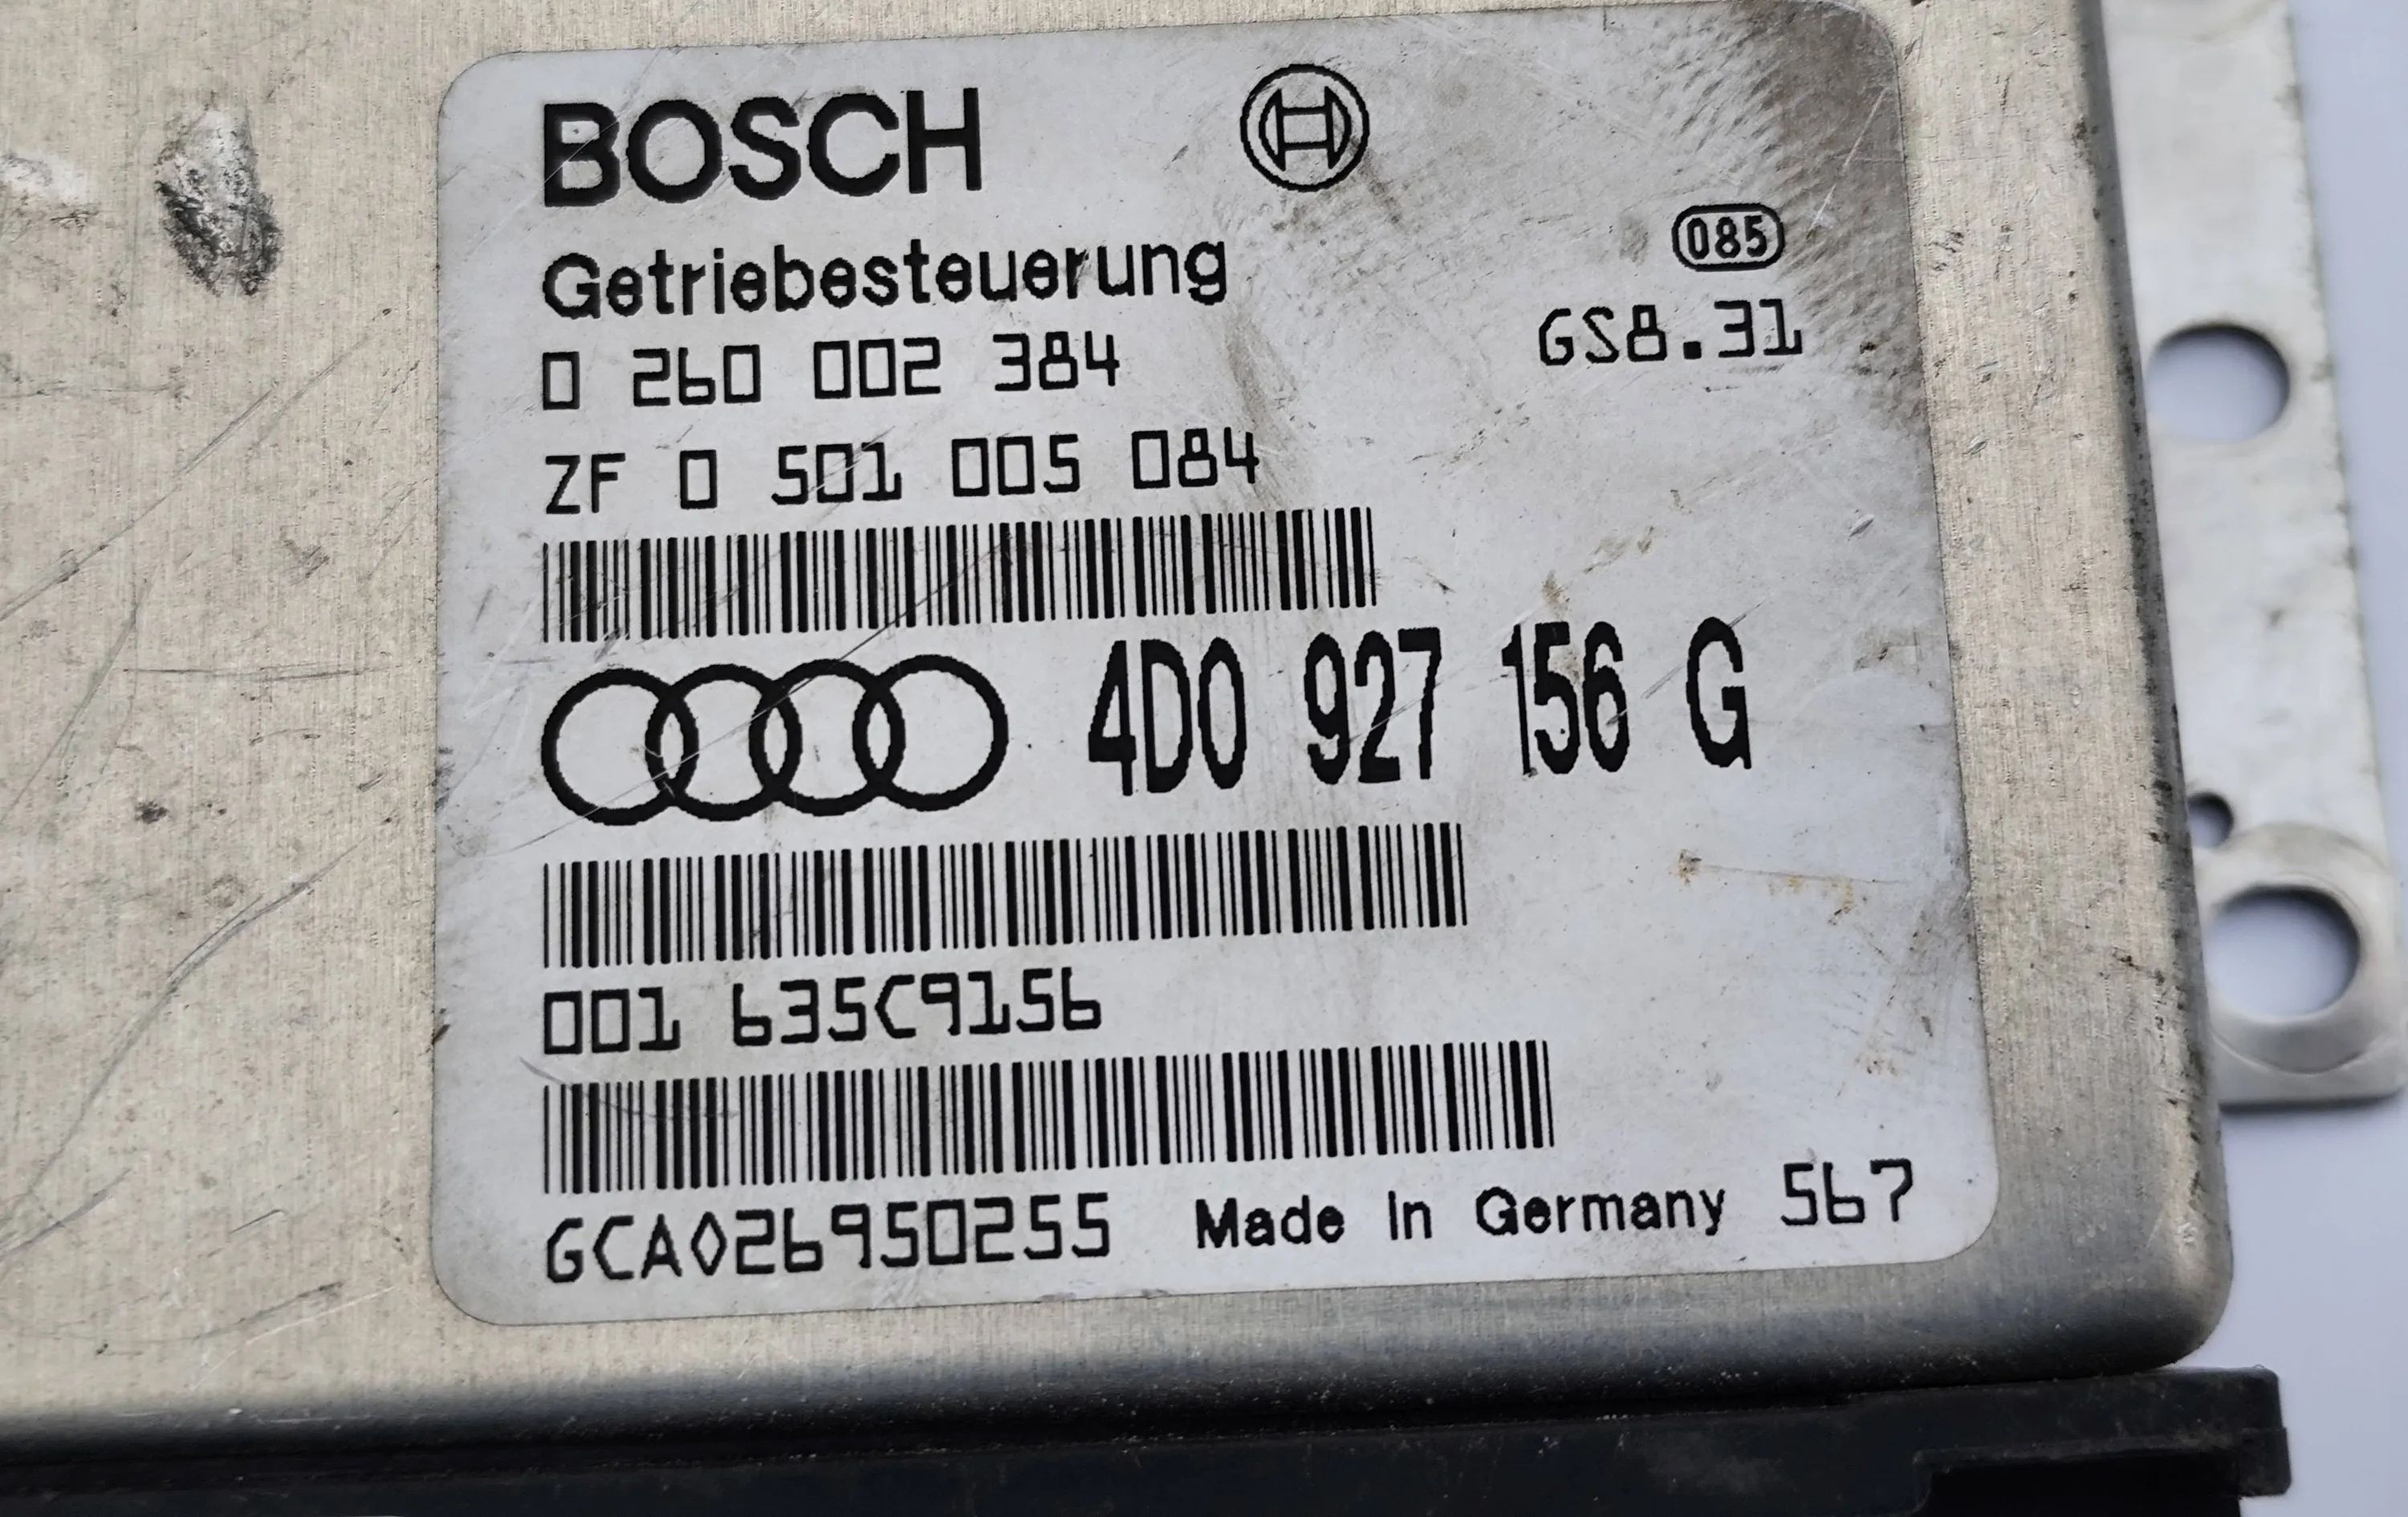 BOSCH
Getriebesteuerung
085
0 260 002 384
GS8.31
ZF 0 501 005 084
4D0 927 156 G
001 635C9156
GCA026950255 Made In Germany 567